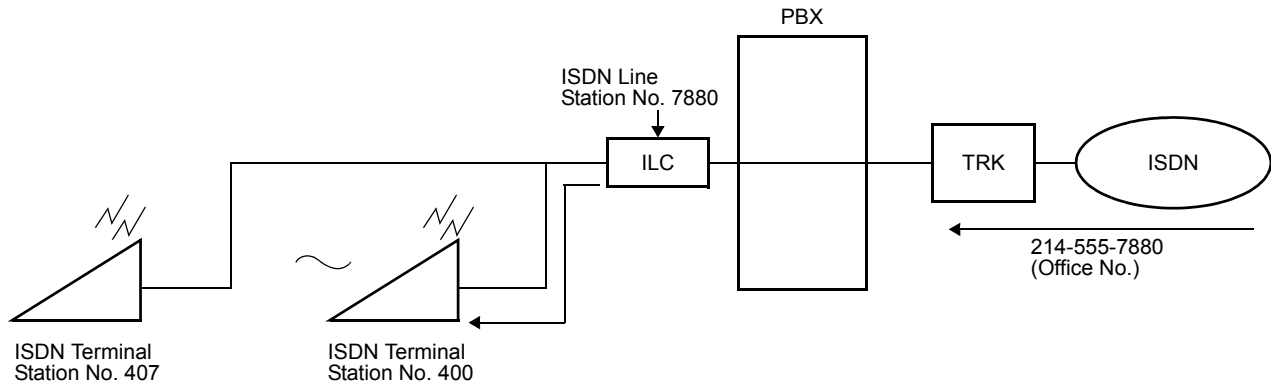 PBX
ISDN Line
Station No. 7880
ILC
TRK
ISDN
214-555-7880
(Office No.)
ISDN Terminal
Station No. 407
ISDN Terminal
Station No. 400